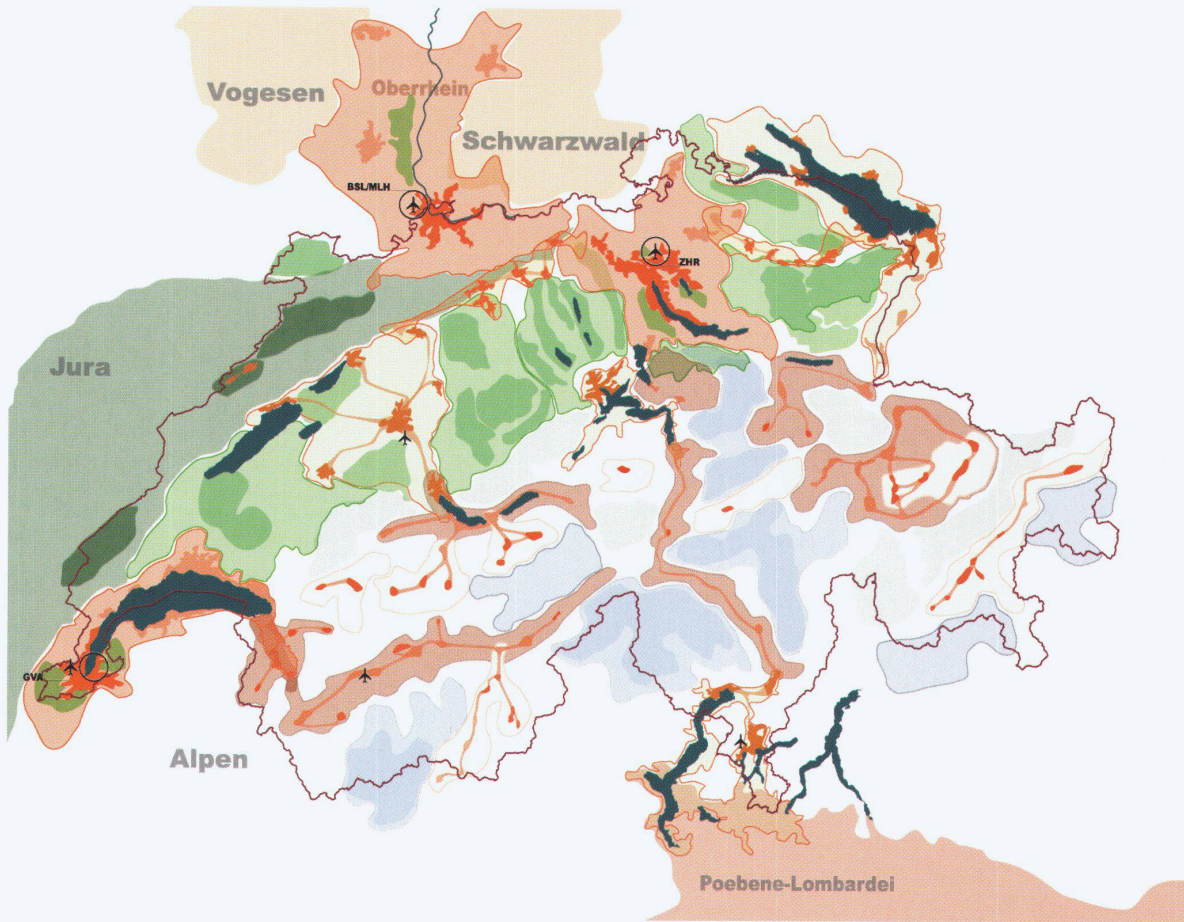 Vogesen
Oberrhein
Schwarzwald
BSL/MLH
ZHR
Jura
GVA
Alpen
Poebene-Lombardei